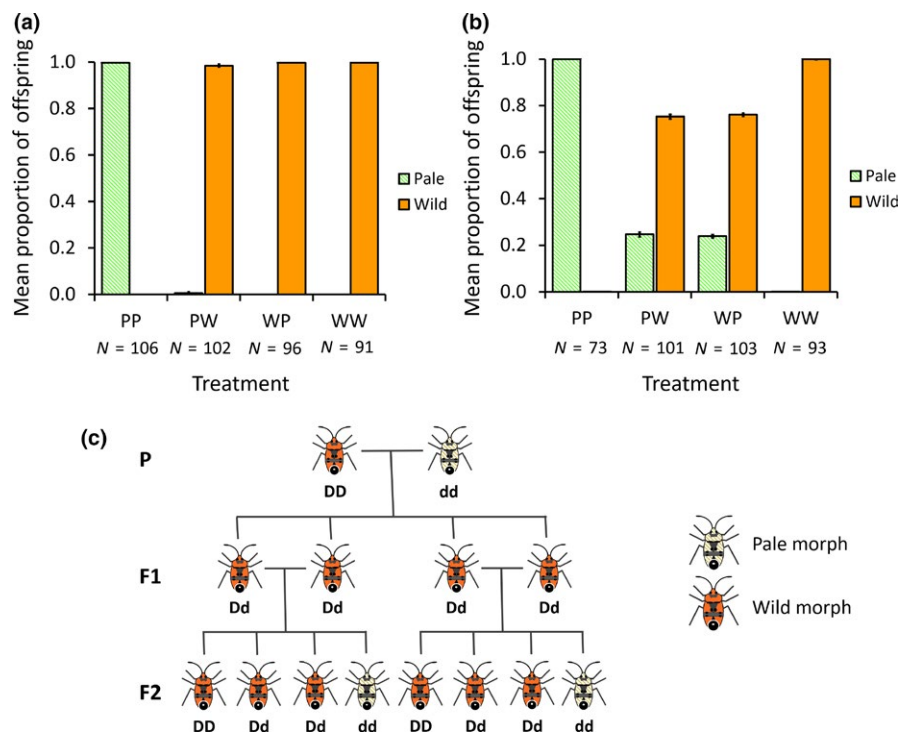 (a)
Mean proportion of offspring
1.0
0.8
0.6
0.4
0.2
0.0
PP PW WP WW
N = 106 N = 102 N = 96 N = 91
Treatment
Pale
Wild
(b)
Mean proportion of offspring
1.0
0.8
0.6
0.4
0.2
0.0
PP PW WP WW
N = 73 N = 101 N = 103 N = 93
Treatment
Pale
Wild
(c)
P
DD dd
F1
Dd Dd Dd Dd
F2
DD Dd Dd dd DD Dd Dd dd
Pale morph
Wild morph